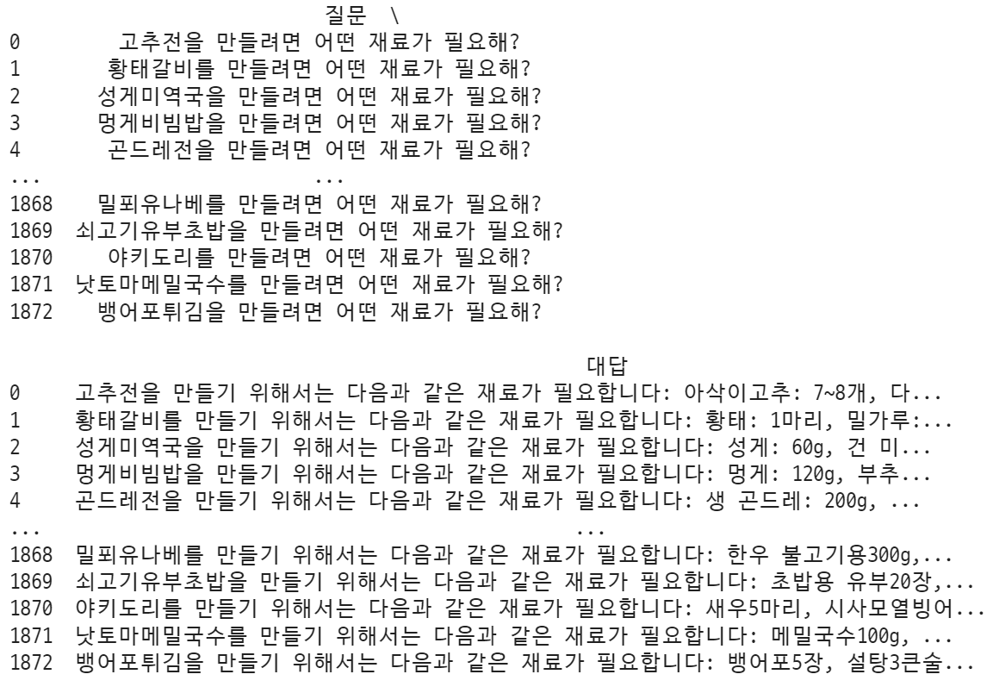 질문 \
0 고추전을 만들려면 어떤 재료가 필요해?
1 황태갈비를 만들려면 어떤 재료가 필요해?
2 성게미역국을 만들려면 어떤 재료가 필요해?
3 멍게비빔밥을 만들려면 어떤 재료가 필요해?
4 곤드레전을 만들려면 어떤 재료가 필요해?
... ...
1868 밀푀유나베를 만들려면 어떤 재료가 필요해?
1869 쇠고기유부초밥을 만들려면 어떤 재료가 필요해?
1870 야키도리를 만들려면 어떤 재료가 필요해?
1871 낫토마메밀국수를 만들려면 어떤 재료가 필요해?
1872 뱅어포튀김을 만들려면 어떤 재료가 필요해?
대답
0 고추전을 만들기 위해서는 다음과 같은 재료가 필요합니다: 아삭이고추: 7~8개, 다...
1 황태갈비를 만들기 위해서는 다음과 같은 재료가 필요합니다: 황태: 1마리, 밀가루:...
2 성게미역국을 만들기 위해서는 다음과 같은 재료가 필요합니다: 성게: 60g, 건 미...
3 멍게비빔밥을 만들기 위해서는 다음과 같은 재료가 필요합니다: 멍게: 120g, 부추...
4 곤드레전을 만들기 위해서는 다음과 같은 재료가 필요합니다: 생 곤드레: 200g, ...
... ...
1868 밀푀유나베를 만들기 위해서는 다음과 같은 재료가 필요합니다: 한우 불고기용300g,...
1869 쇠고기유부초밥을 만들기 위해서는 다음과 같은 재료가 필요합니다: 초밥용 유부20장,...
1870 야키도리를 만들기 위해서는 다음과 같은 재료가 필요합니다: 새우5마리, 시사모열빙어...
1871 낫토마메밀국수를 만들기 위해서는 다음과 같은 재료가 필요합니다: 메밀국수100g, ...
1872 뱅어포튀김을 만들기 위해서는 다음과 같은 재료가 필요합니다: 뱅어포5장, 설탕3큰술...